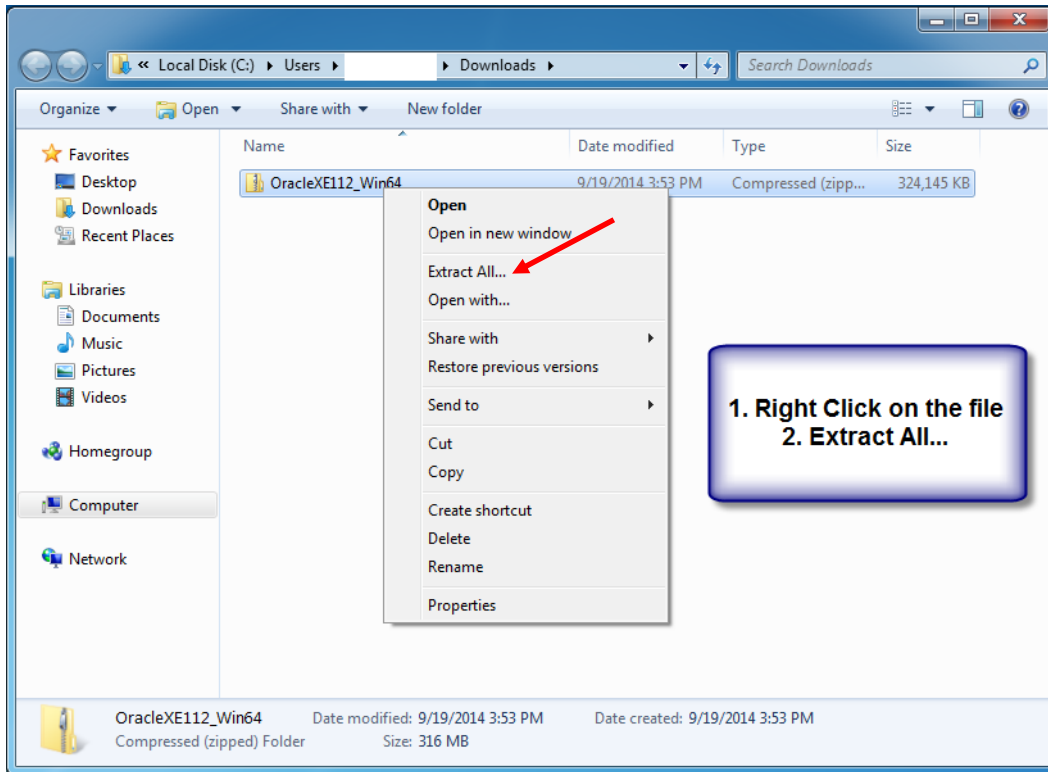 « Local Disk (C:) Users Downloads Search Downloads
Organize Open Share with New folder
Name Date modified Type Size
OracleXE112_Win64 9/19/2014 3:53 PM Compressed (zipp... 324,145 KB
Favorites
Desktop
Downloads
Recent Places
Libraries
Documents
Music
Pictures
Videos
Homegroup
Computer
Network
Open
Open in new window
Extract All...
Open with...
Share with
Restore previous versions
Send to
Cut
Copy
Create shortcut
Delete
Rename
Properties
1. Right Click on the file
2. Extract All...
OracleXE112_Win64 Date modified: 9/19/2014 3:53 PM Date created: 9/19/2014 3:53 PM
Compressed (zipped) Folder Size: 316 MB